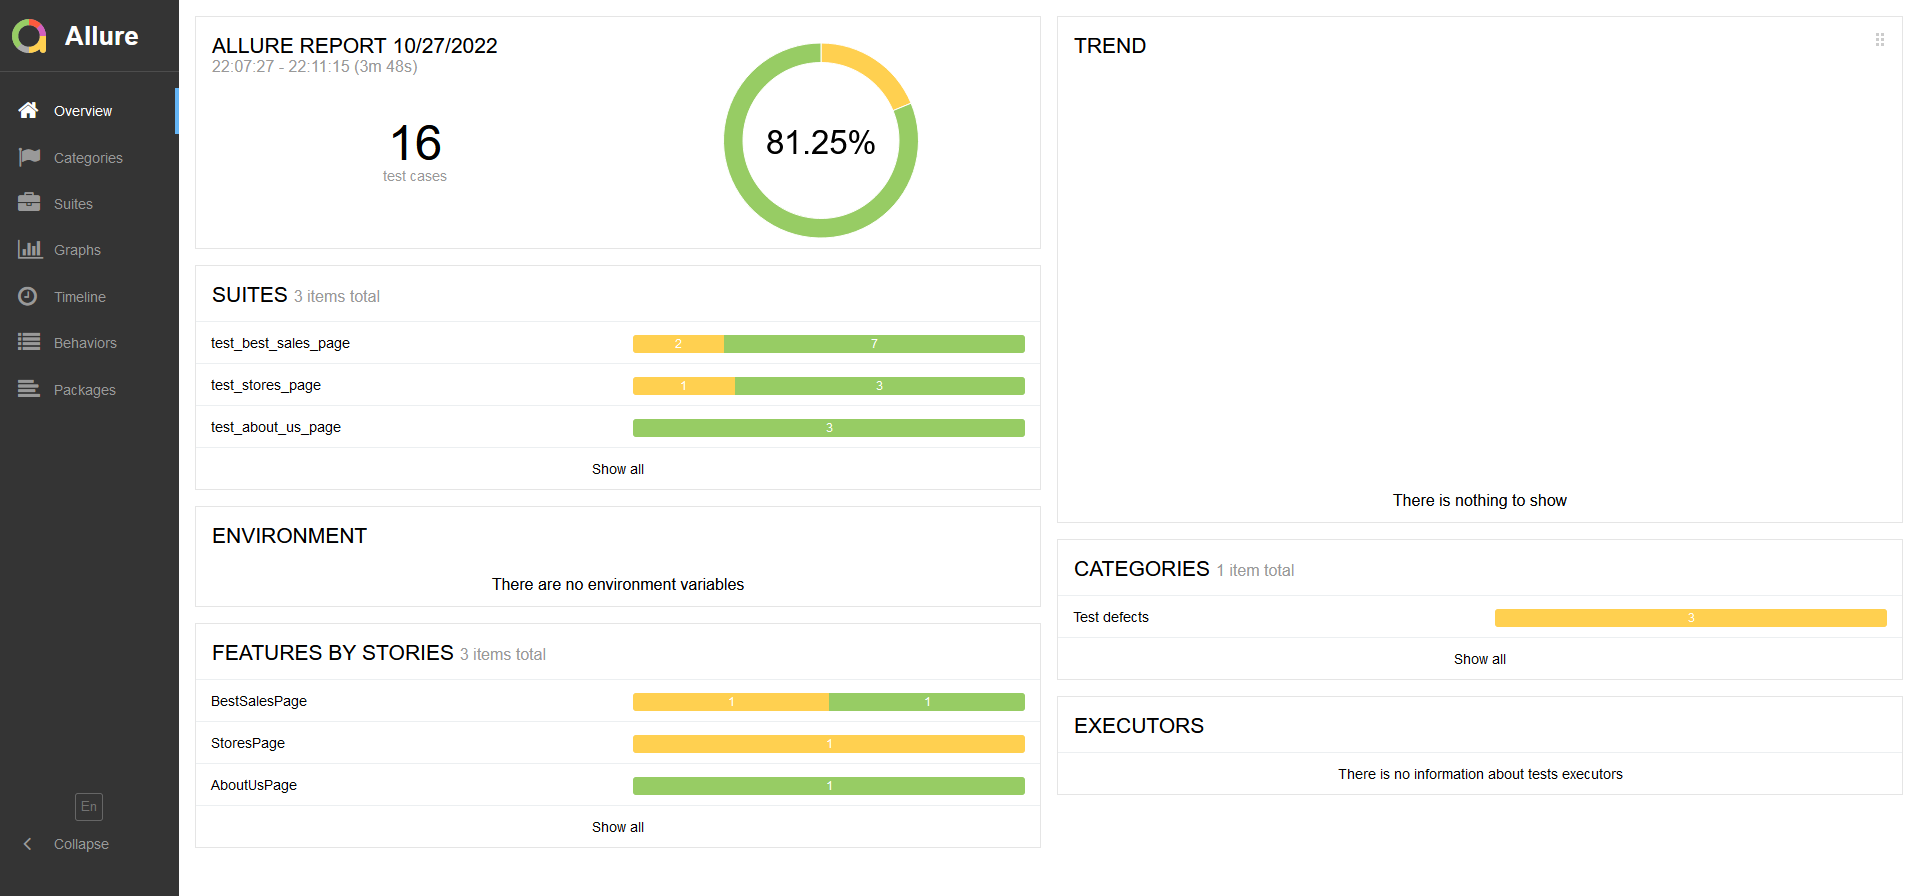 Allure
Overview
Categories
Suites
Graphs
Timeline
Behaviors
Packages
En
Collapse
ALLURE REPORT 10/27/2022
22:07:27 - 22:11:15 (3m 48s)
16
test cases
81.25%
SUITES 3 items total
test_best_sales_page 2 7
test_stores_page 1 3
test_about_us_page 3
Show all
ENVIRONMENT
There are no environment variables
FEATURES BY STORIES 3 items total
BestSalesPage 1 1
StoresPage 1
AboutUsPage 1
Show all
TREND
There is nothing to show
CATEGORIES 1 item total
Test defects 3
Show all
EXECUTORS
There is no information about tests executors